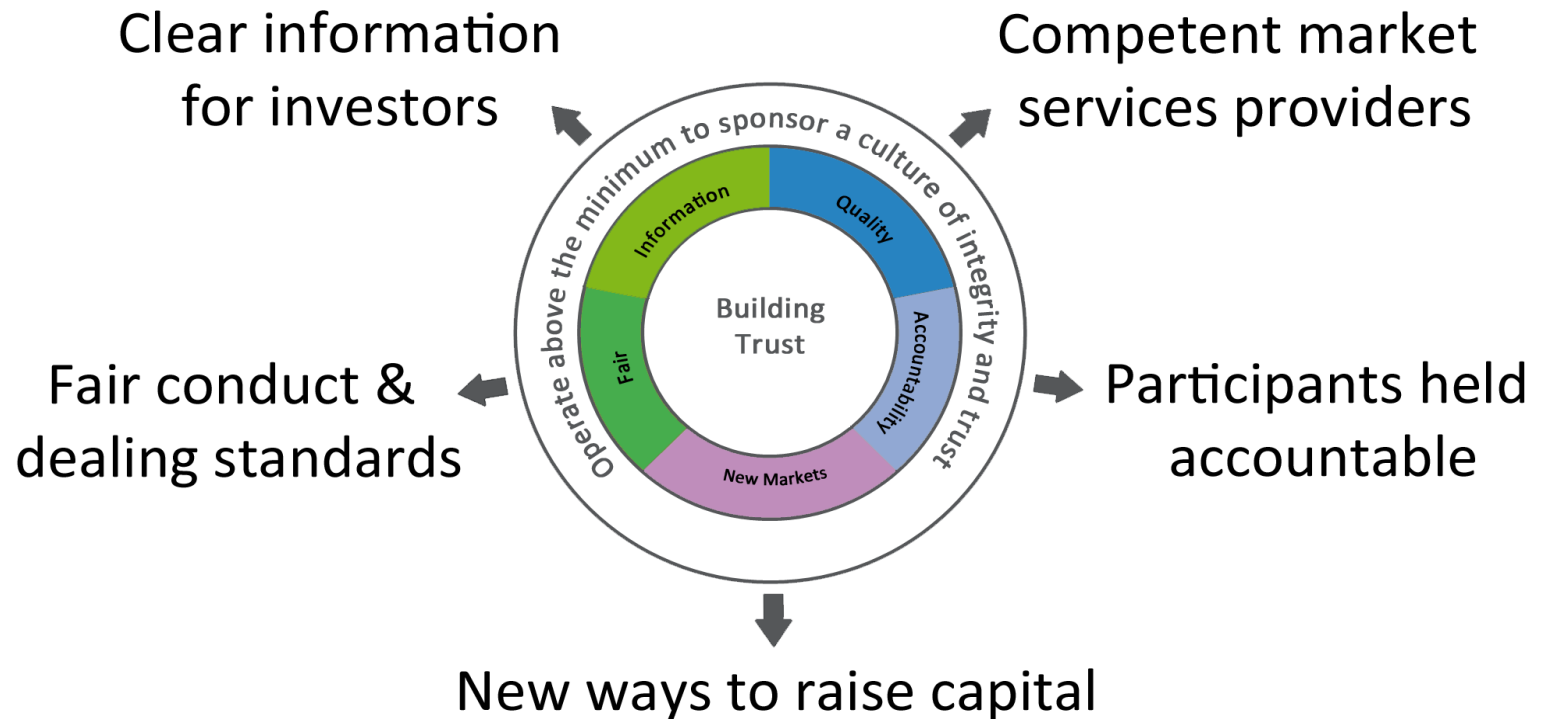 Clear information
for investors
Competent market
services providers
Operate above the minimum to sponsor a culture of integrity and trust
Information
Quality
Building
Trust
Fair
Accountability
New Markets
Fair conduct &
dealing standards
Participants held
accountable
New ways to raise capital